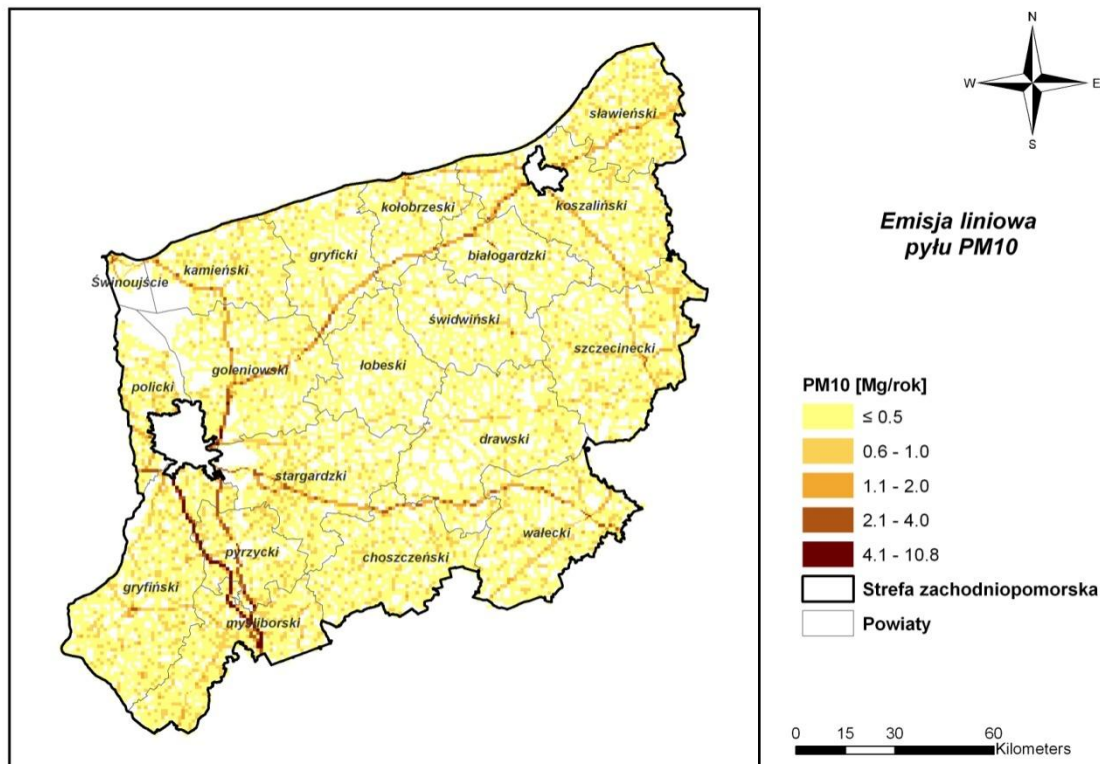 N
W E
S
Emisja liniowa
pyłu PM10
sławieński
kołobrzeski
koszaliński
gryficki
białogardzki
kamieński
Świnoujście
świdwiński
szczecinecki
goleniowski
łobeski
policki
drawski
stargardzki
wałecki
pyrzycki
choszczeński
gryfiński
myśliborski
PM10 [Mg/rok]
≤ 0.5
0.6 - 1.0
1.1 - 2.0
2.1 - 4.0
4.1 - 10.8
Strefa zachodniopomorska
Powiaty
0 15 30 60
Kilometers